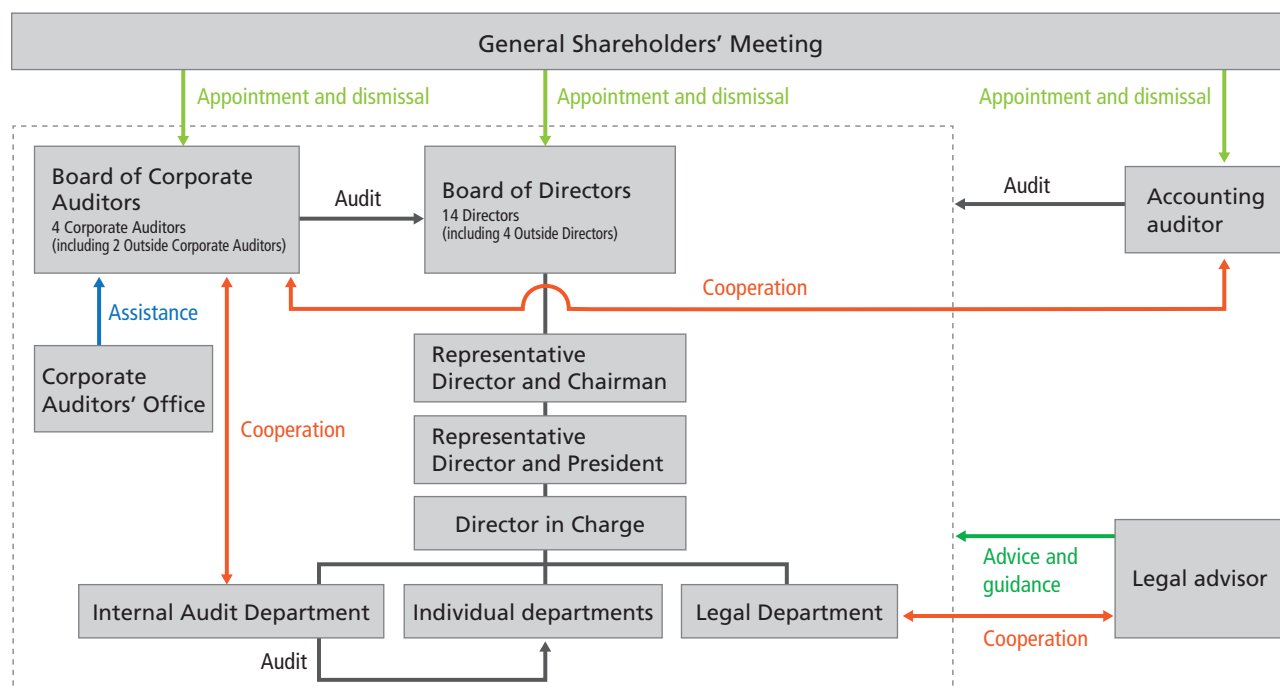 General Shareholders’ Meeting
Appointment and dismissal
Appointment and dismissal
Appointment and dismissal
Board of Corporate
Auditors
4 Corporate Auditors
(including 2 Outside Corporate Auditors)
Audit
Board of Directors
14 Directors
(including 4 Outside Directors)
Audit
Accounting
auditor
Cooperation
Assistance
Corporate
Auditors’ Office
Cooperation
Representative
Director and Chairman
Representative
Director and President
Director in Charge
Internal Audit Department
Individual departments
Legal Department
Audit
Advice and
guidance
Legal advisor
Cooperation